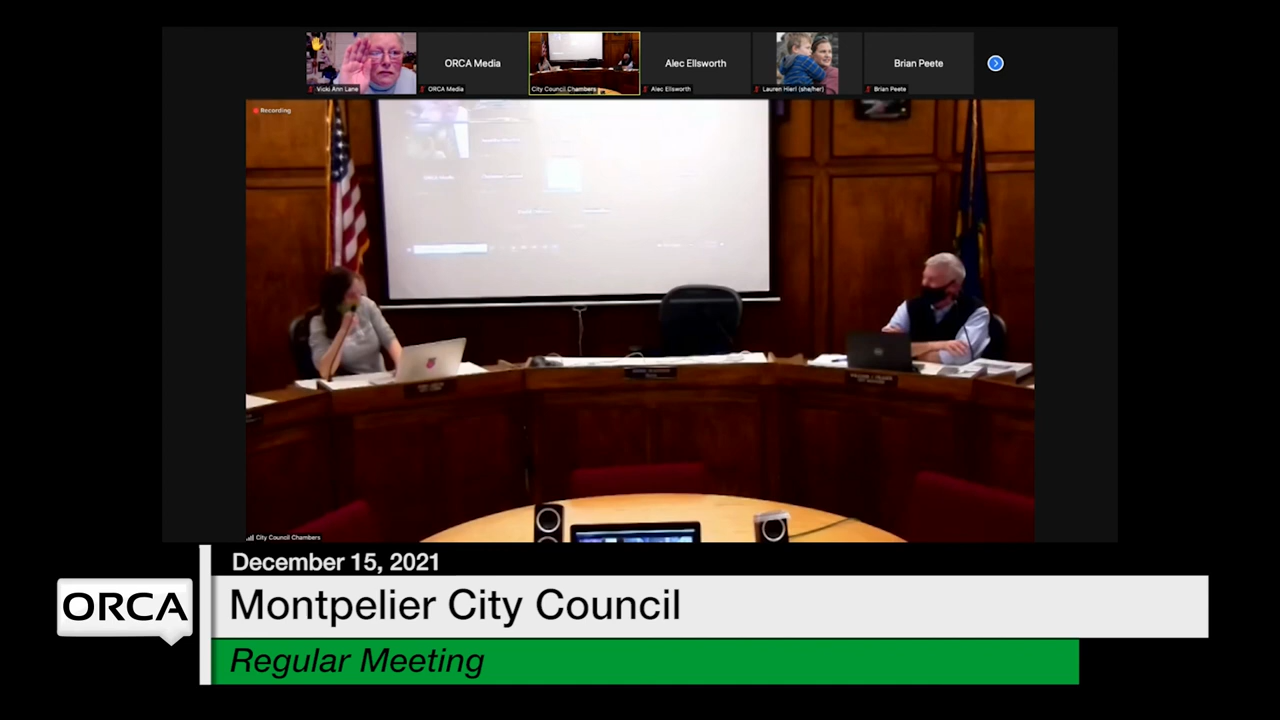 ORCA Media
Alec Ellsworth
Brian Peete
Vicki Ann Lane
ORCA Media
City Council Chambers
Alec Ellsworth
Lauren Hierl (she/her)
Brian Peete
Recording
City Council Chambers
December 15, 2021
ORCA
Montpelier City Council
Regular Meeting